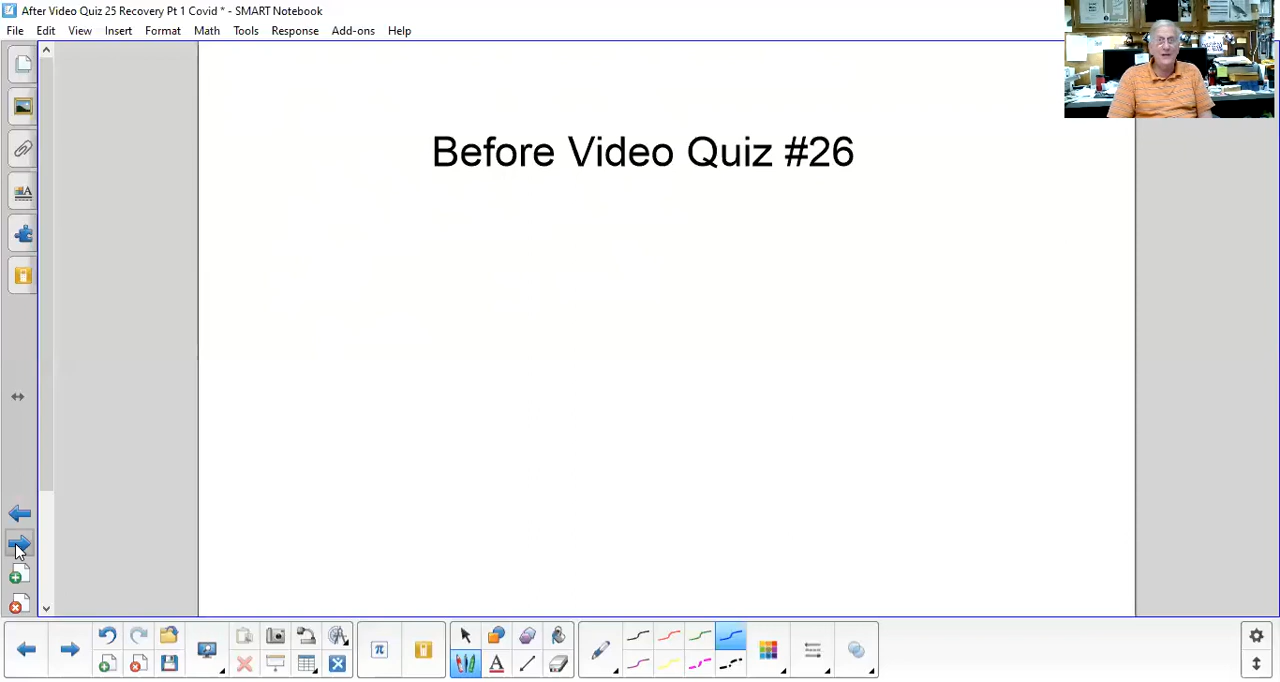 After Video Quiz 25 Recovery Pt 1 Covid * - SMART Notebook
File Edit View Insert Format Math Tools Response Add-ons Help
Before Video Quiz #26